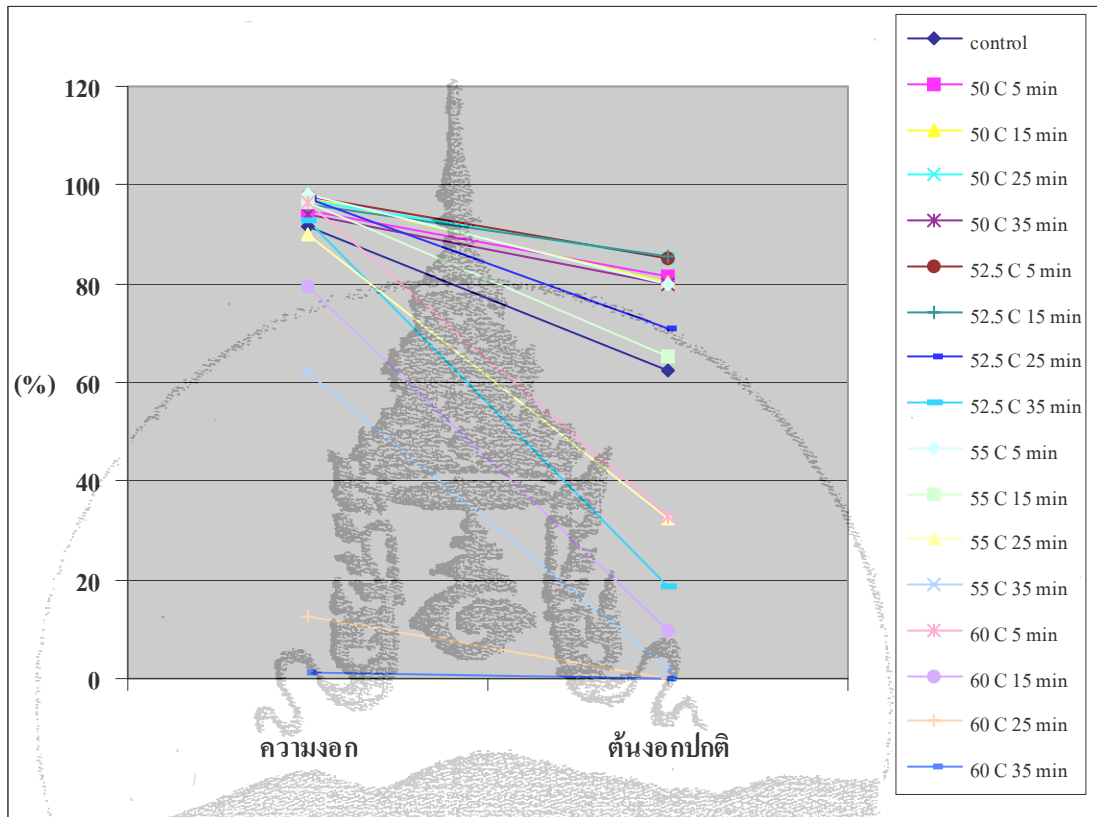 120
100
80
60
40
20
0
(%)
ความงอก
ต้นงอกปกติ
control
50 C 5 min
50 C 15 min
50 C 25 min
50 C 35 min
52.5 C 5 min
52.5 C 15 min
52.5 C 25 min
52.5 C 35 min
55 C 5 min
55 C 15 min
55 C 25 min
55 C 35 min
60 C 5 min
60 C 15 min
60 C 25 min
60 C 35 min